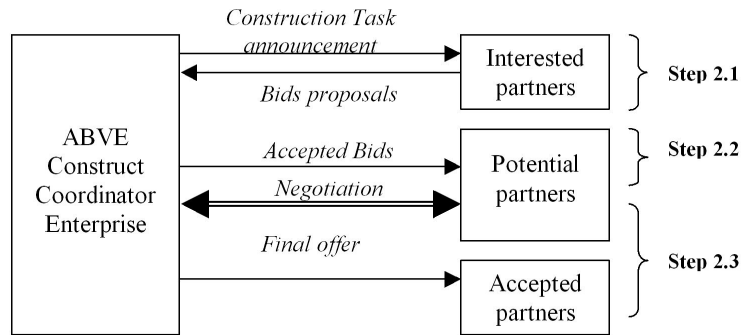 Construction Task
announcement
Interested
partners
Step 2.1
Bids proposals
ABVE
Construct
Coordinator
Enterprise
Accepted Bids
Potential
partners
Step 2.2
Negotiation
Final offer
Step 2.3
Accepted
partners